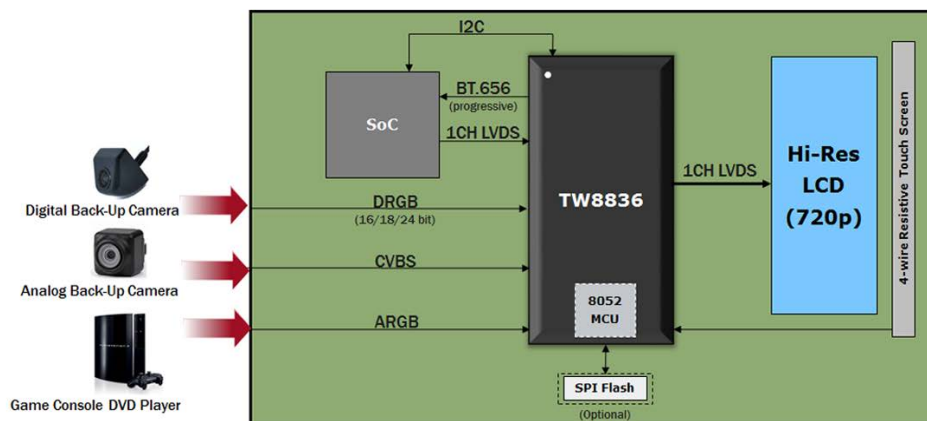 I2C
BT.656
(progressive)
SoC
1CH LVDS
TW8836
1CH LVDS
Hi-Res
LCD
(720p)
4-wire Resistive Touch Screen
Digital Back-Up Camera
DRGB
(16/18/24 bit)
Analog Back-Up Camera
CVBS
Game Console DVD Player
ARGB
8052
MCU
SPI Flash
(Optional)